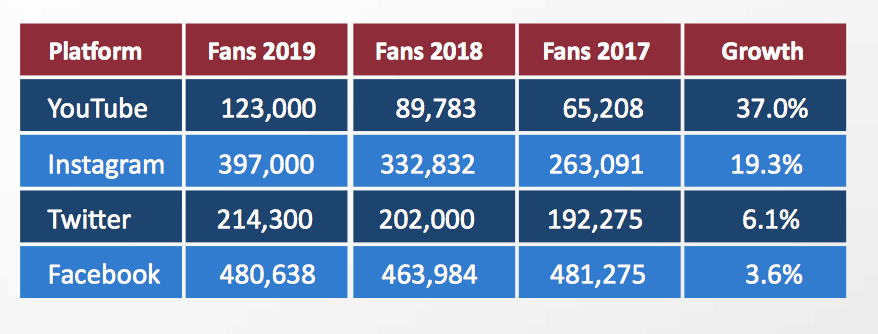 Platform Fans 2019 Fans 2018 Fans 2017 Growth
YouTube 123,000 89,783 65,208 37.0%
Instagram 397,000 332,832 263,091 19.3%
Twitter 214,300 202,000 192,275 6.1%
Facebook 480,638 463,984 481,275 3.6%